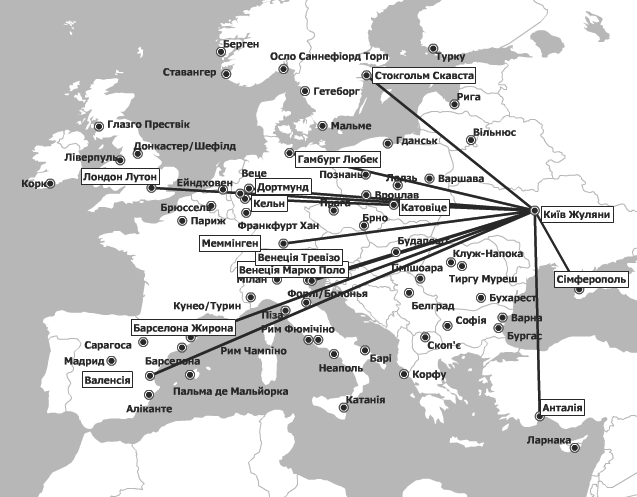 Берген
Осло Саннефіорд Торп
Турку
Ставангер
Стокгольм Скавста
Гетеборг
Рига
Глазго Прествік
Мальме
Вільнюс
Гданськ
Донкастер/Шефілд
Ліверпуль
Гамбург Любек
Лондон Лутон
Веце
Познань
Лодзь
Варшава
Корк
Ейндховен
Дортмунд
Вроцлав
Брюссель
Кельн
Прага
Катовіце
Київ Жуляни
Париж
Франкфурт Хан
Брно
Меммінген
Будапешт
Венеція Тревізо
Клуж-Напока
Венеція Марко Поло
Тімішоара
Мілан
Тиргу Муреш
Сімферополь
Форлі/Болонья
Кунео/Турин
Белград
Бухарест
Піза
Варна
Барселона Жирона
Рим Фюмічіно
Софія
Бургас
Сарагоса
Скоп'є
Рим Чампіно
Барі
Мадрид
Барселона
Неаполь
Валенсія
Корфу
Пальма де Мальйорка
Катанія
Аліканте
Анталія
Ларнака